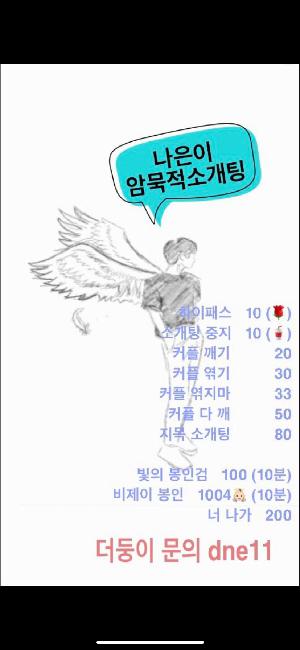 나은이
암묵적소개팅
하이패스 10 (🌹)
소개팅 중지 10 (🥤)
커플 깨기 20
커플 엮기 30
커플 엮지마 33
커플 다 깨 50
지목 소개팅 80
빛의 봉인검 100 (10분)
비제이 봉인 1004👼🏻 (10분)
너 나가 200
더둥이 문의 dne11